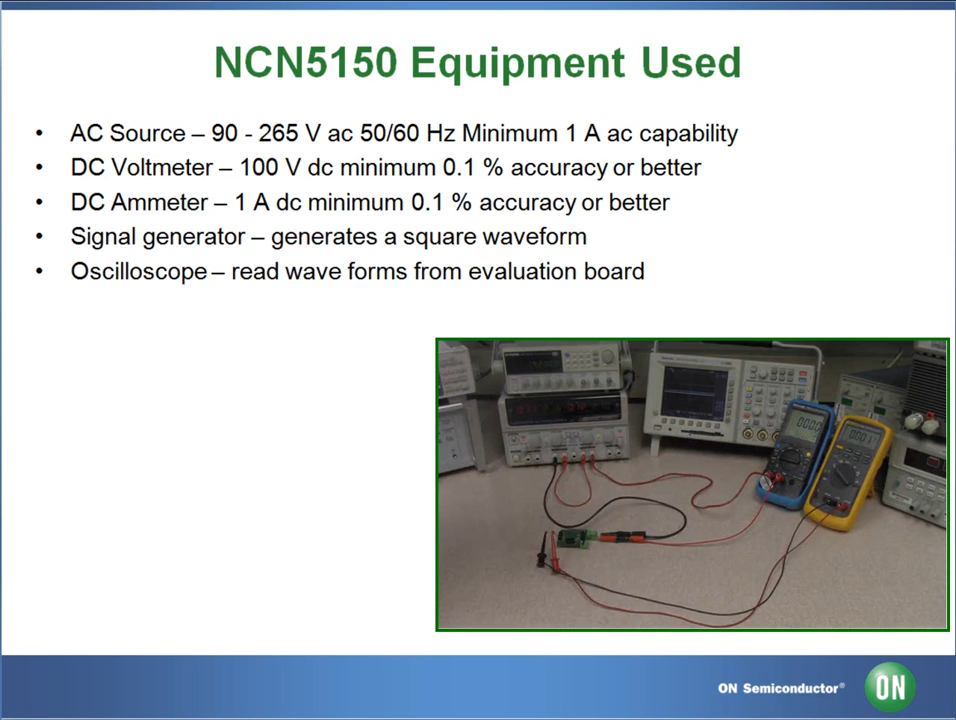 NCN5150 Equipment Used
• AC Source – 90 - 265 V ac 50/60 Hz Minimum 1 A ac capability
• DC Voltmeter – 100 V dc minimum 0.1 % accuracy or better
• DC Ammeter – 1 A dc minimum 0.1 % accuracy or better
• Signal generator – generates a square waveform
• Oscilloscope – read wave forms from evaluation board
ON Semiconductor®
ON